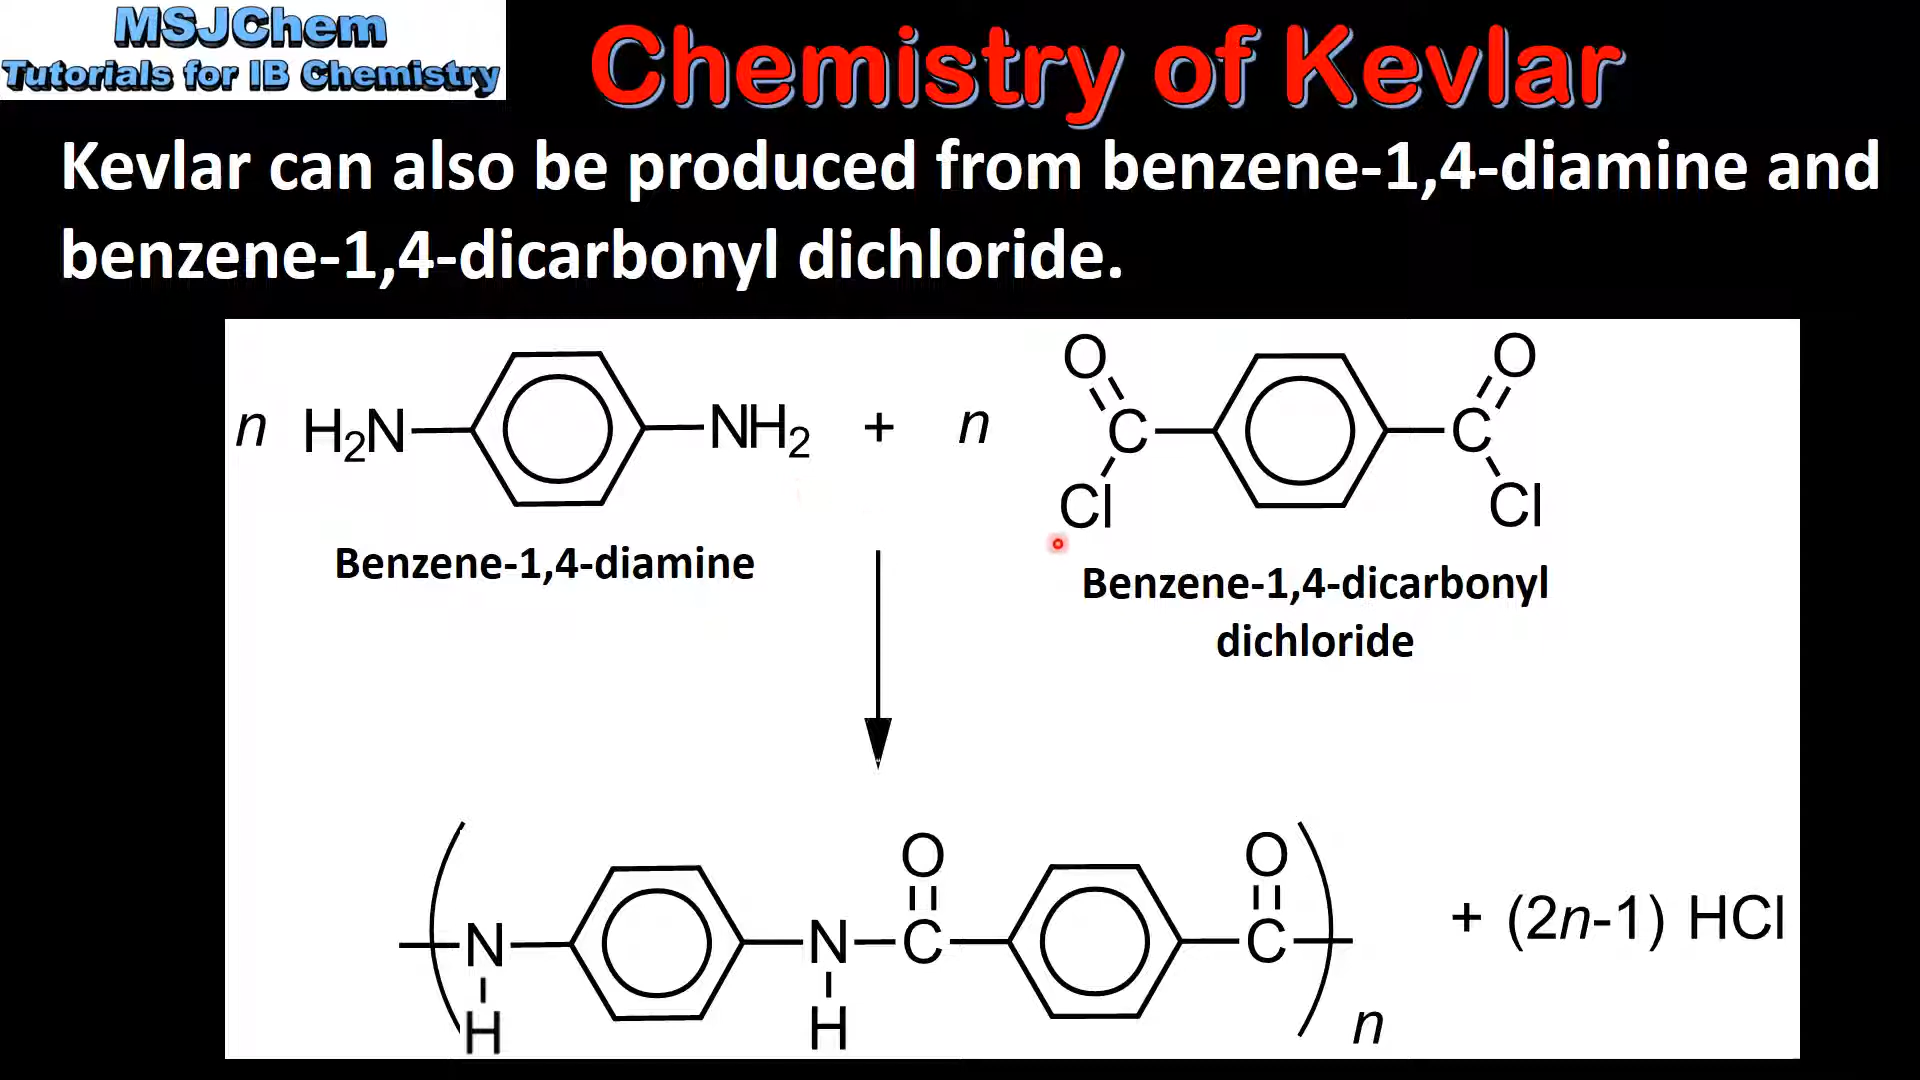 MSJChem
Tutorials for IB Chemistry
Chemistry of Kevlar
Kevlar can also be produced from benzene-1,4-diamine and
benzene-1,4-dicarbonyl dichloride.
O O
n H₂N NH₂ + n C C
Cl Cl
Benzene-1,4-diamine
Benzene-1,4-dicarbonyl
dichloride
O O
N N C C + (2n-1) HCl
H H n